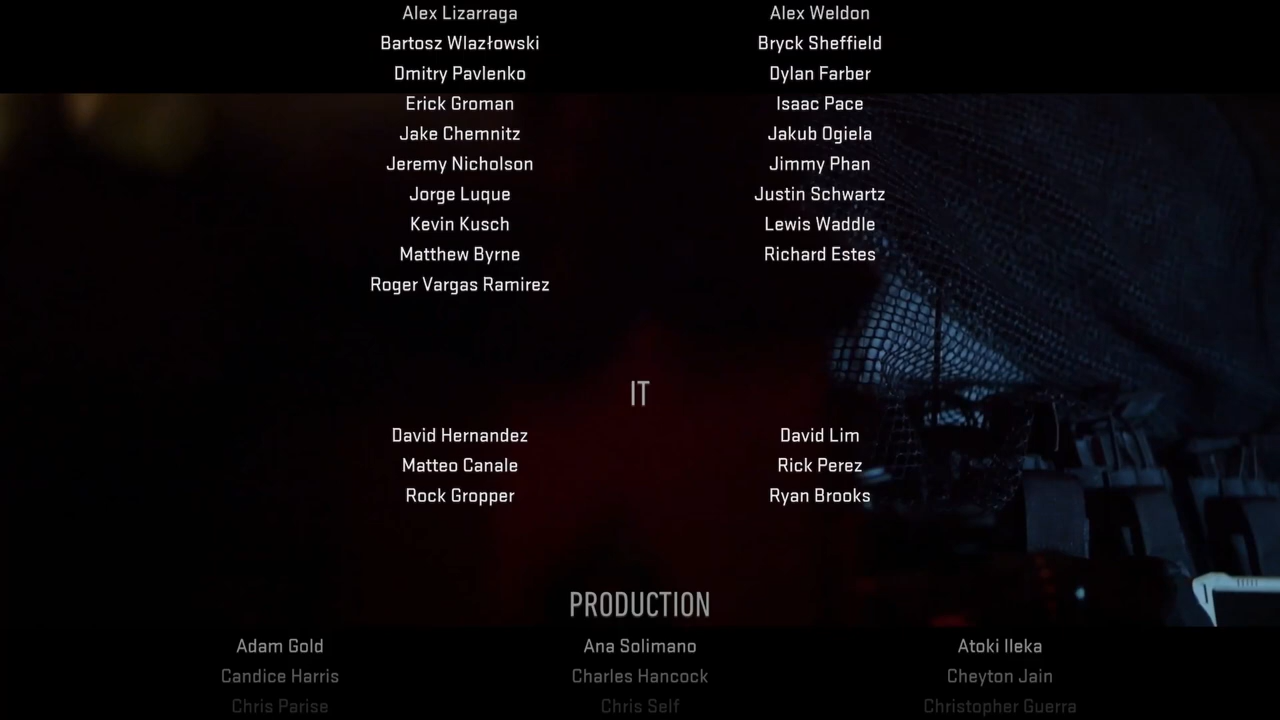 Alex Lizarraga Alex Weldon
Bartosz Wlazłowski Bryck Sheffield
Dmitry Pavlenko Dylan Farber
Erick Groman Isaac Pace
Jake Chemnitz Jakub Ogiela
Jeremy Nicholson Jimmy Phan
Jorge Luque Justin Schwartz
Kevin Kusch Lewis Waddle
Matthew Byrne Richard Estes
Roger Vargas Ramirez
IT
David Hernandez David Lim
Matteo Canale Rick Perez
Rock Gropper Ryan Brooks
PRODUCTION
Adam Gold Ana Solimano Atoki Ileka
Candice Harris Charles Hancock Cheyton Jain
Chris Parise Chris Self Christopher Guerra